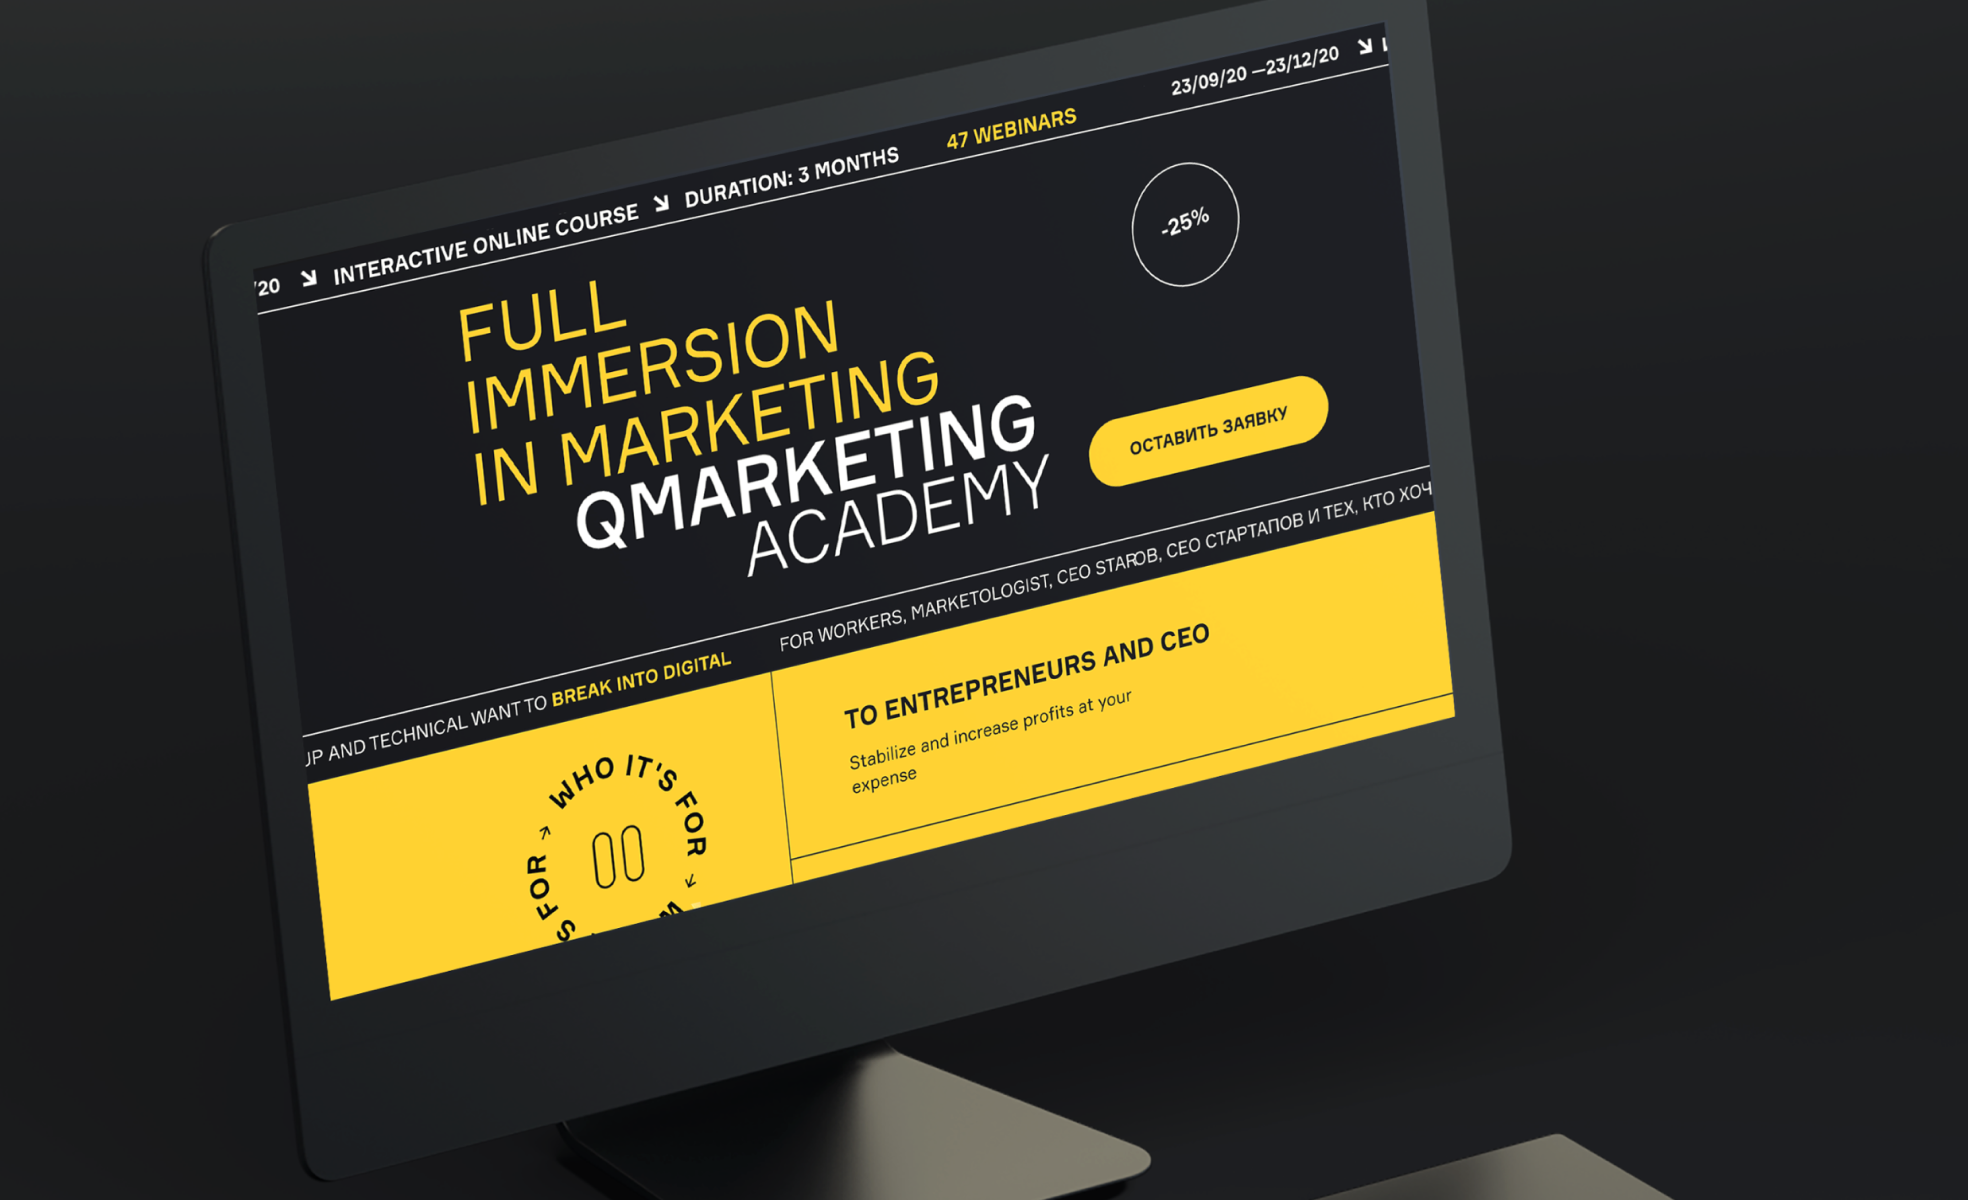 /20 ↘ INTERACTIVE ONLINE COURSE ↘ DURATION: 3 MONTHS 47 WEBINARS 23/09/20 —23/12/20 ↘
-25%
FULL
IMMERSION
IN MARKETING
QMARKETING
ACADEMY
ОСТАВИТЬ ЗАЯВКУ
UP AND TECHNICAL WANT TO BREAK INTO DIGITAL FOR WORKERS, MARKETOLOGIST, CEO STAROВ, CEO СТАРТАПОВ И ТЕХ, КТО ХОЧ
WHO IT'S FOR →
S FOR →
TO ENTREPRENEURS AND CEO
Stabilize and increase profits at your
expense